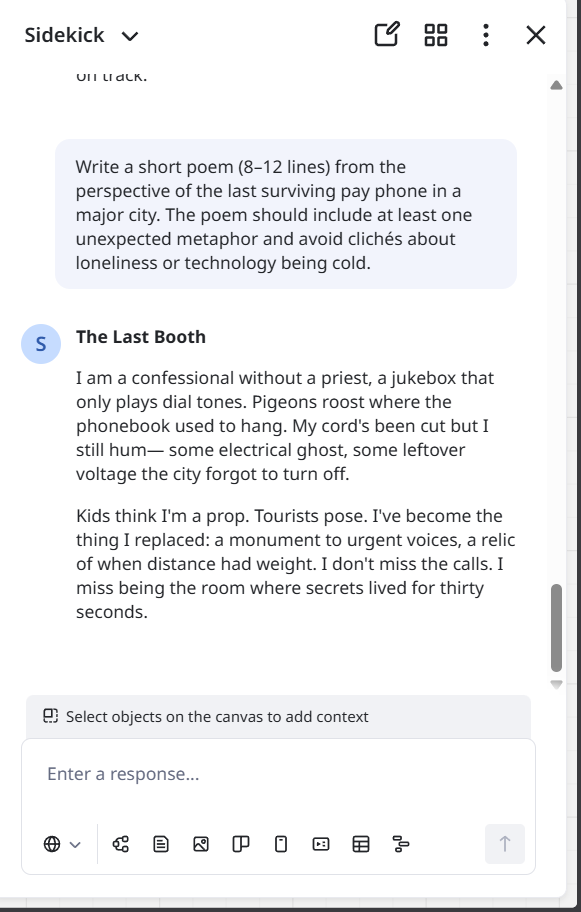 Sidekick
on track.
Write a short poem (8–12 lines) from the
perspective of the last surviving pay phone in a
major city. The poem should include at least one
unexpected metaphor and avoid clichés about
loneliness or technology being cold.
S
The Last Booth
I am a confessional without a priest, a jukebox that
only plays dial tones. Pigeons roost where the
phonebook used to hang. My cord's been cut but I
still hum— some electrical ghost, some leftover
voltage the city forgot to turn off.
Kids think I'm a prop. Tourists pose. I've become the
thing I replaced: a monument to urgent voices, a relic
of when distance had weight. I don't miss the calls. I
miss being the room where secrets lived for thirty
seconds.
Select objects on the canvas to add context
Enter a response...